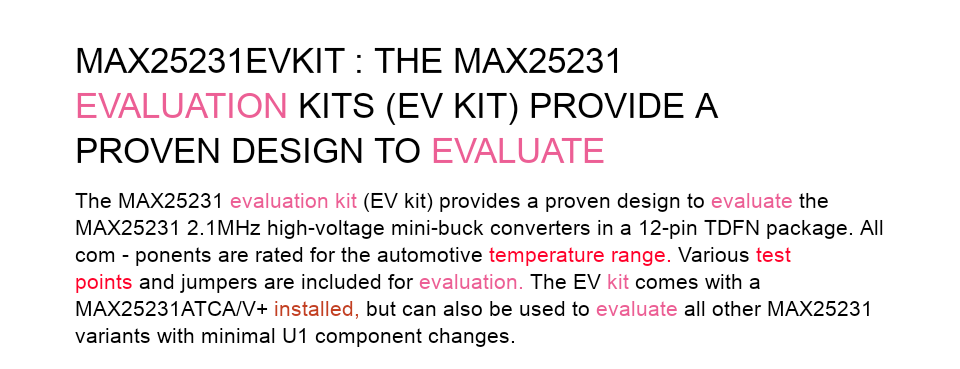 MAX25231EVKIT : THE MAX25231
EVALUATION KITS (EV KIT) PROVIDE A
PROVEN DESIGN TO EVALUATE
The MAX25231 evaluation kit (EV kit) provides a proven design to evaluate the
MAX25231 2.1MHz high-voltage mini-buck converters in a 12-pin TDFN package. All
com - ponents are rated for the automotive temperature range. Various test
points and jumpers are included for evaluation. The EV kit comes with a
MAX25231ATCA/V+ installed, but can also be used to evaluate all other MAX25231
variants with minimal U1 component changes.